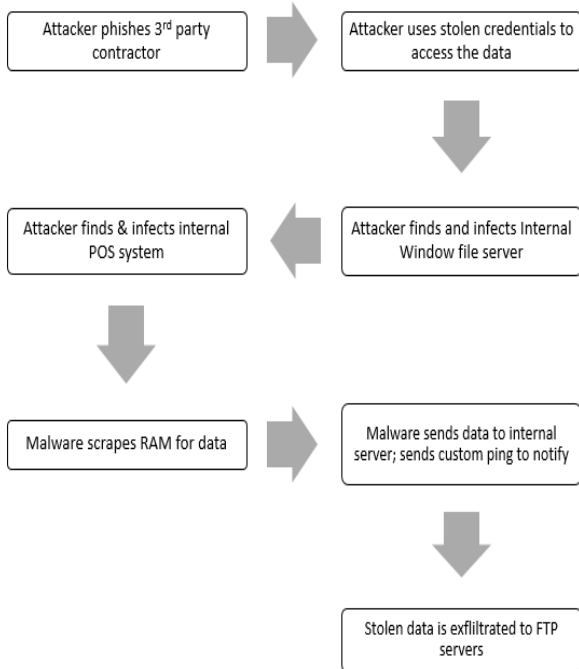 Attacker phishes 3rd party
contractor
Attacker uses stolen credentials to
access the data
Attacker finds and infects Internal
Window file server
Attacker finds & infects internal
POS system
Malware scrapes RAM for data
Malware sends data to internal
server; sends custom ping to notify
Stolen data is exfliltrated to FTP
servers